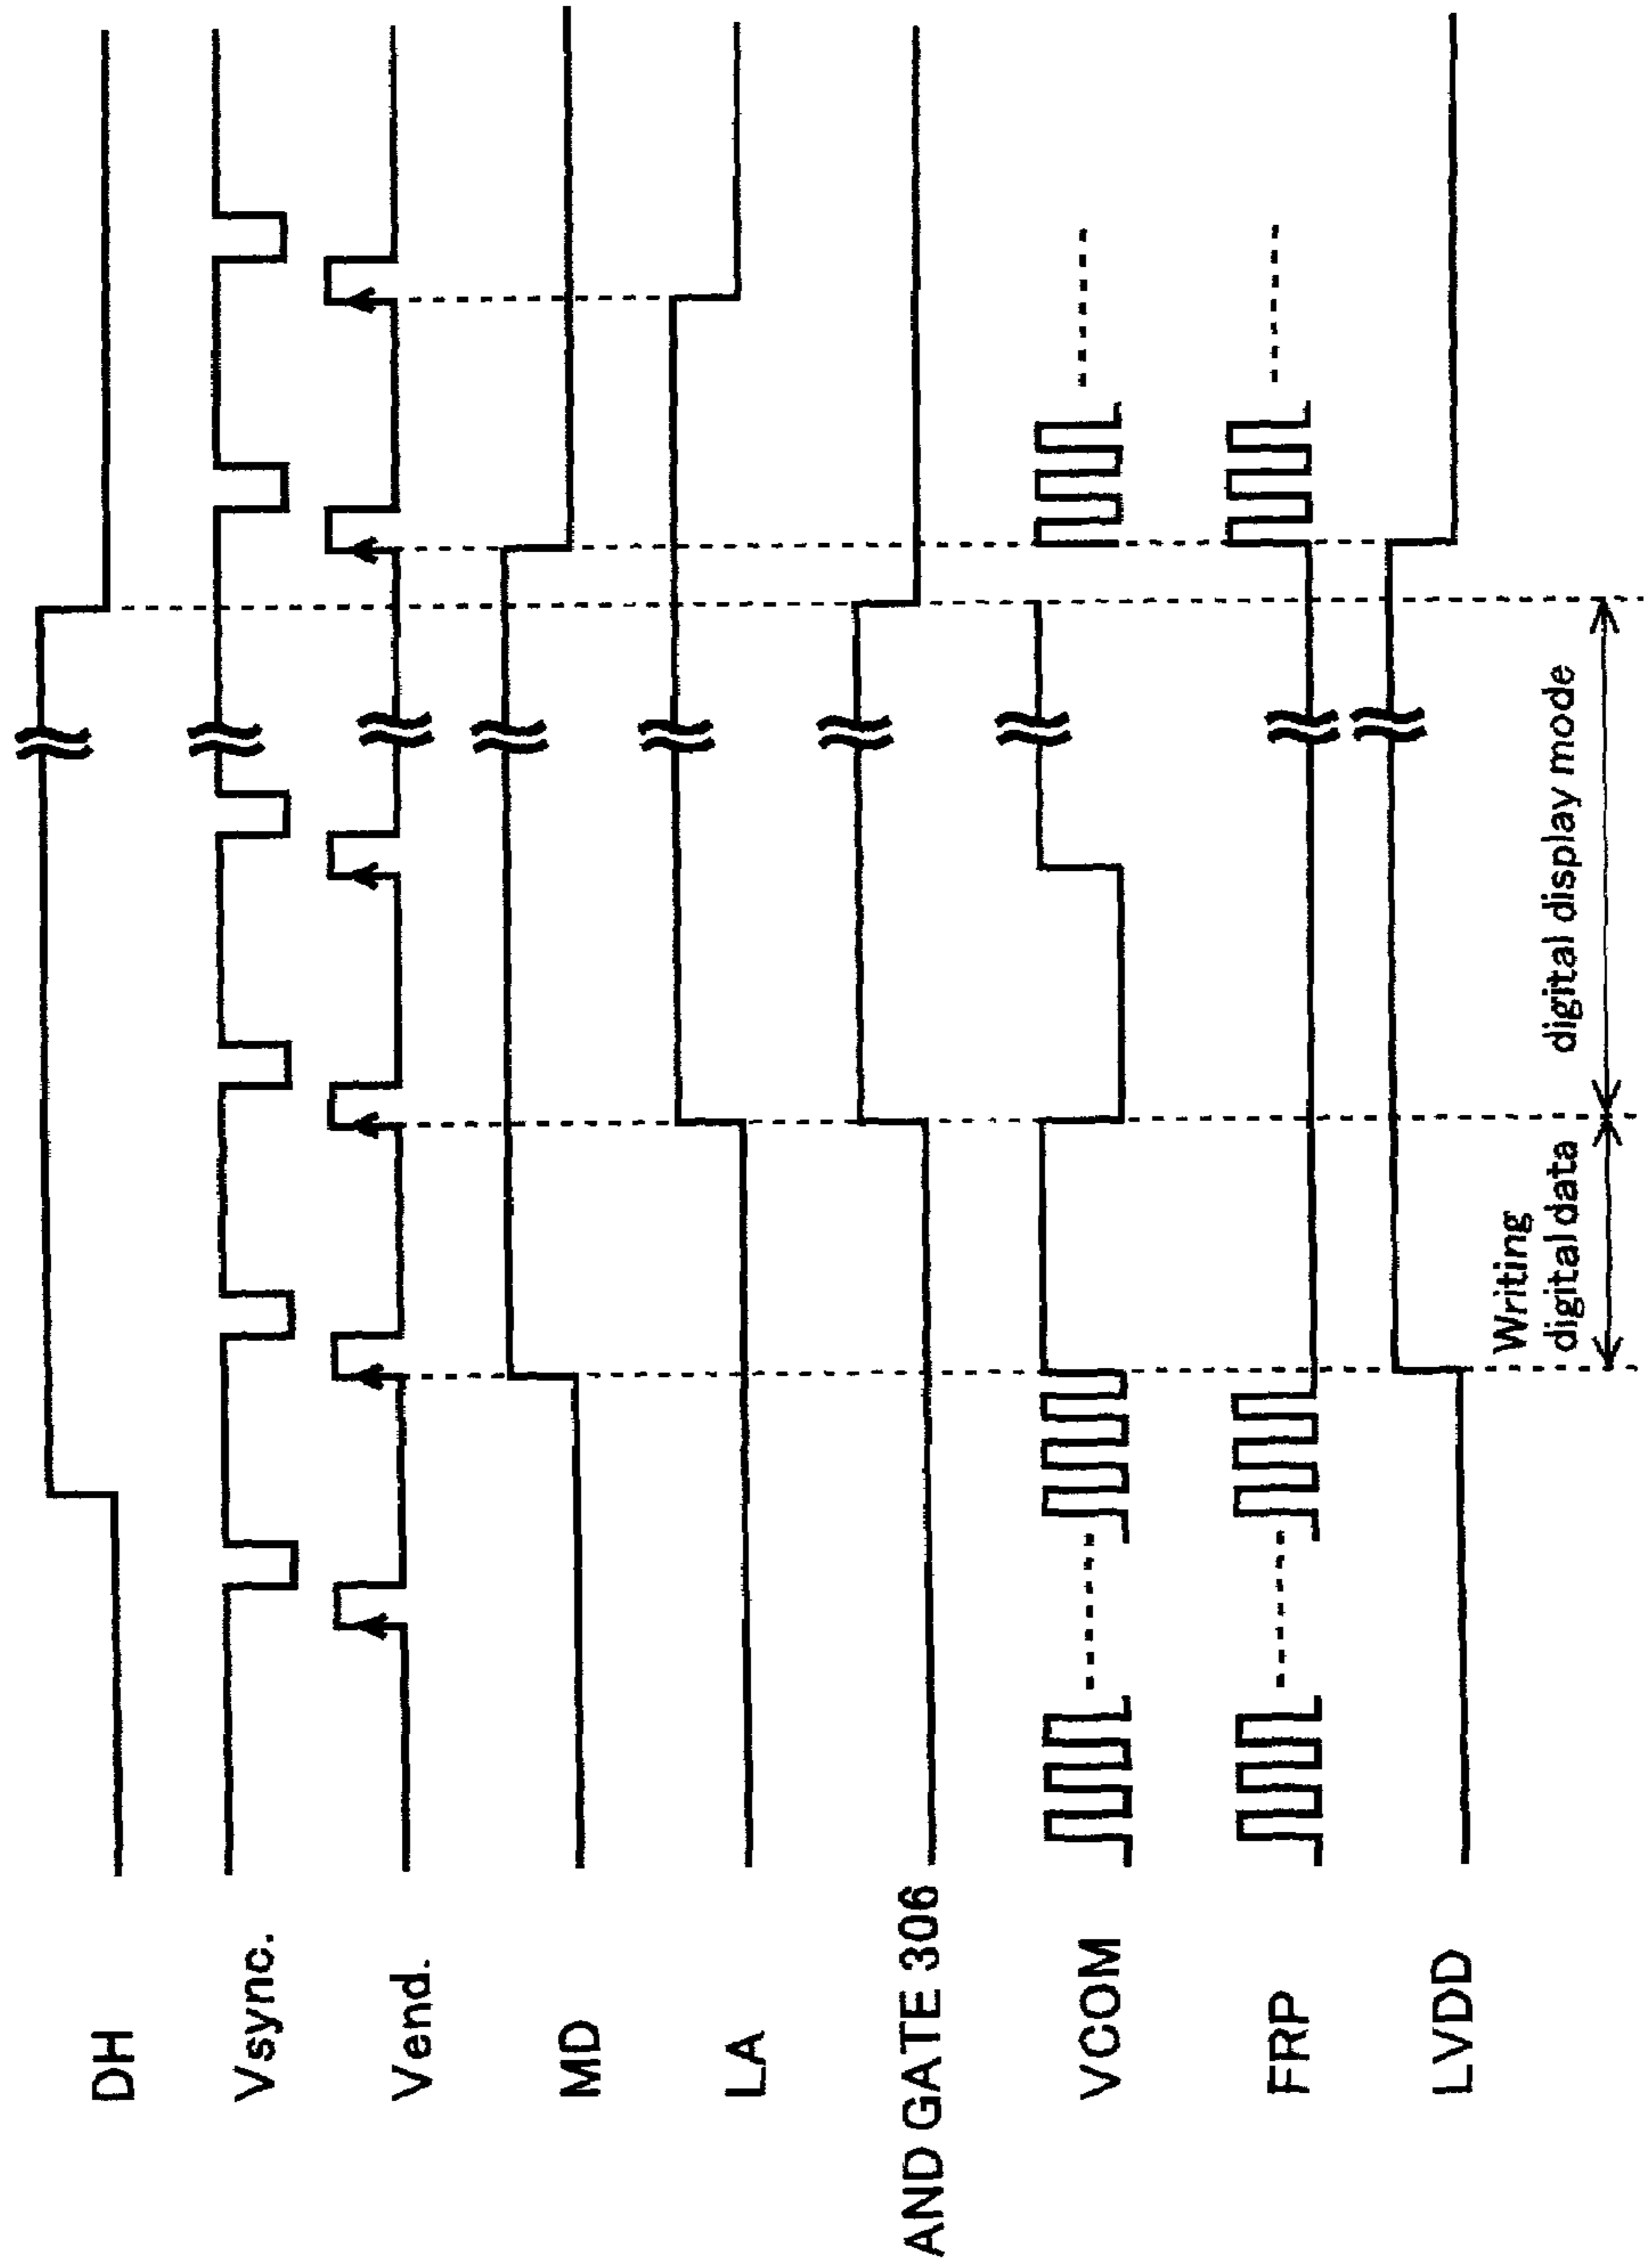 DH
Vsync.
Vend.
MD
LA
AND GATE 306
VCOM
FRP
LVDD
Writing
digital data
digital display mode